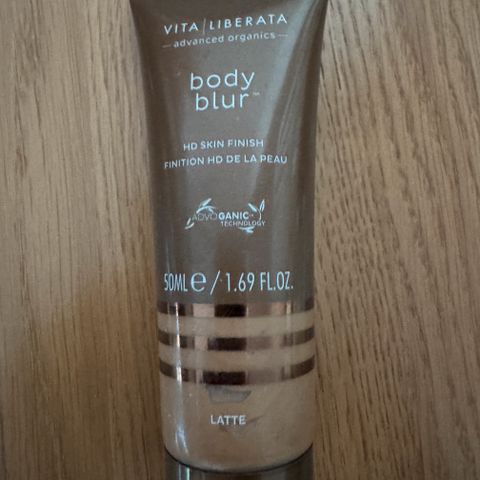 VITA / LIBERATA
— advanced organics —
body
blur™
HD SKIN FINISH
FINITION HD DE LA PEAU
ADVOGANIC
TECHNOLOGY
50ML e / 1.69 FL.OZ.
LATTE